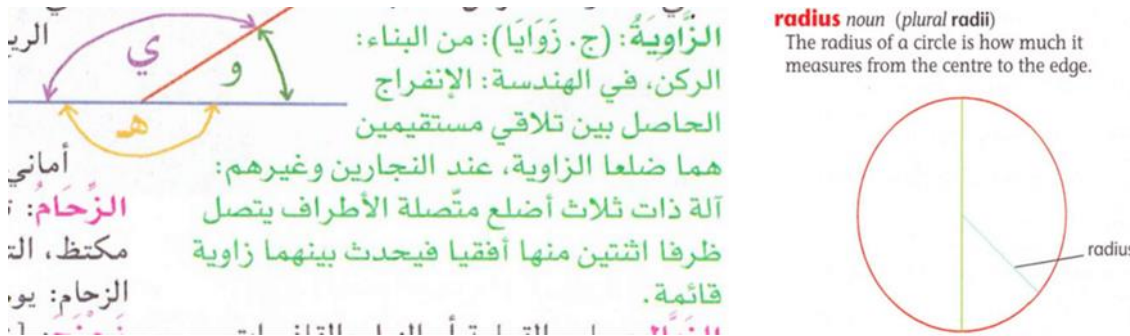 الزَّاوِيَةُ: (ج. زَوَايَا): من البناء:
الركن، في الهندسة: الإنفراج
الحاصل بين تلاقي مستقيمين
هما ضلعا الزاوية، عند النجارين وغيرهم:
آلة ذات ثلاث أضلع متّصلة الأطراف يتصل
ظرفا اثنتين منها أفقيا فيحدث بينهما زاوية
قائمة.
ي
و
هـ
أماني
الزِّحَامُ:
مكتظ،
الزحام:
radius noun (plural radii)
The radius of a circle is how much it
measures from the centre to the edge.
radius